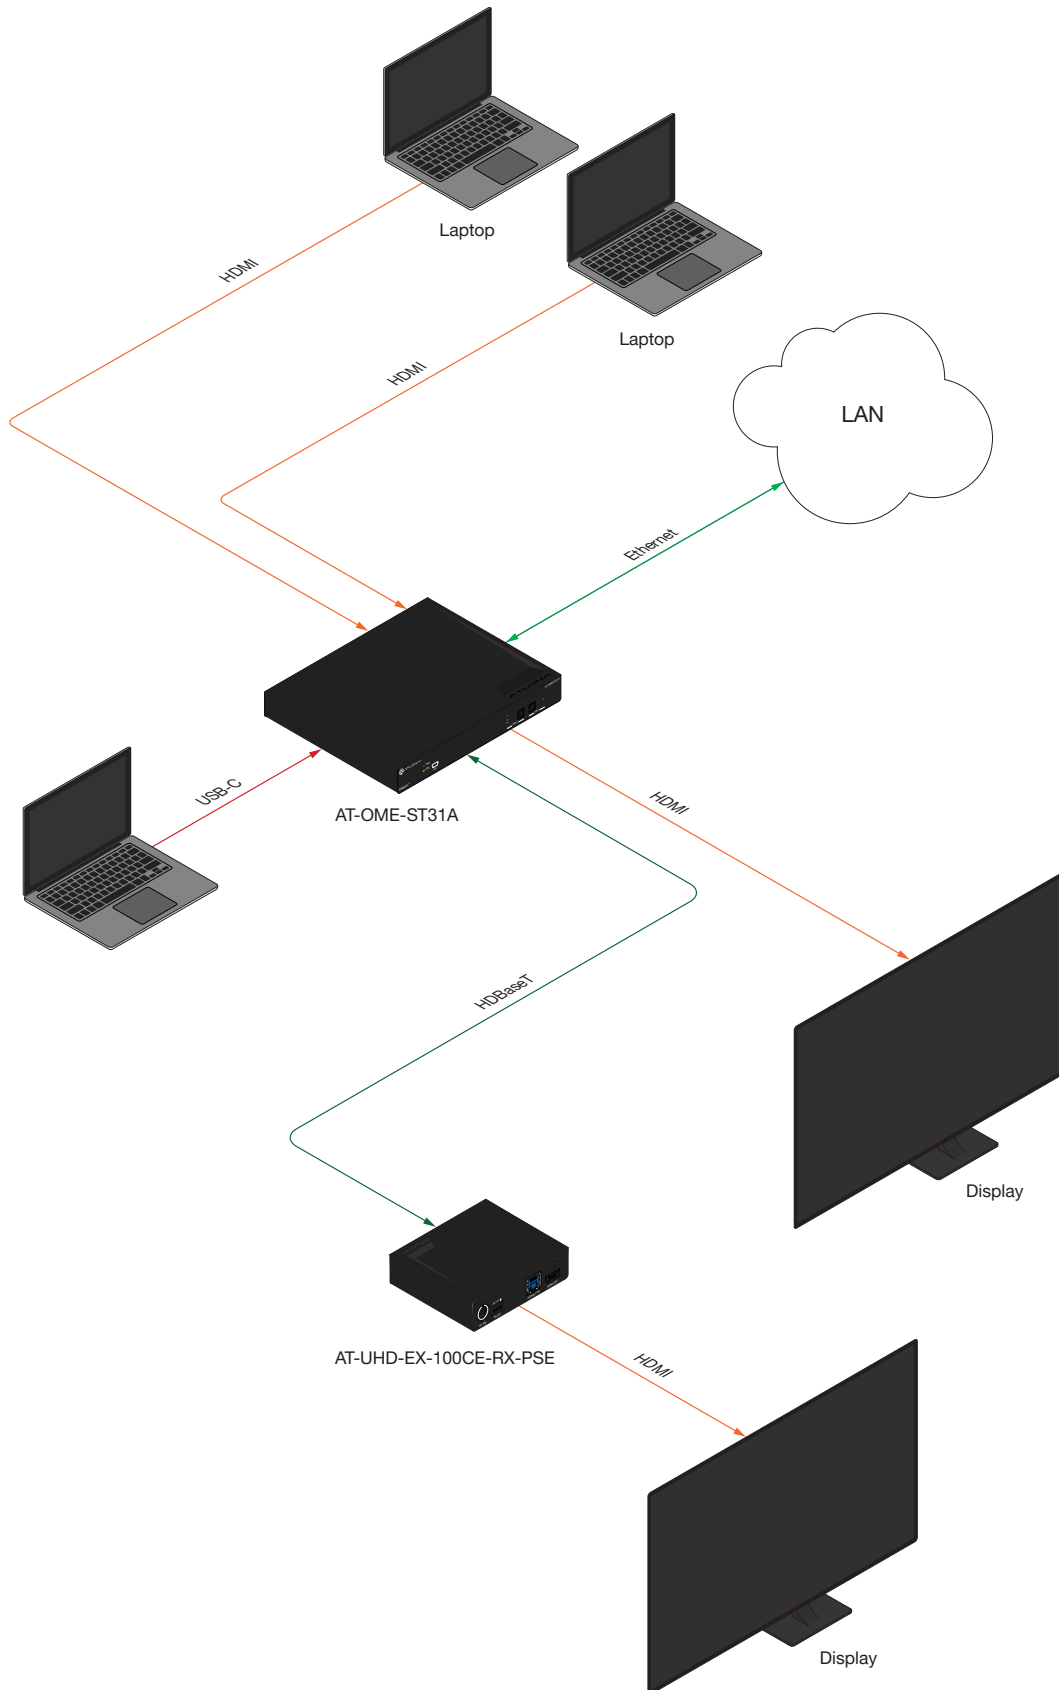 Laptop
HDMI
Laptop
HDMI
LAN
Ethernet
ATLONA
USB-C
AT-OME-ST31A
HDMI
HDBaseT
Display
AT-UHD-EX-100CE-RX-PSE
HDMI
Display